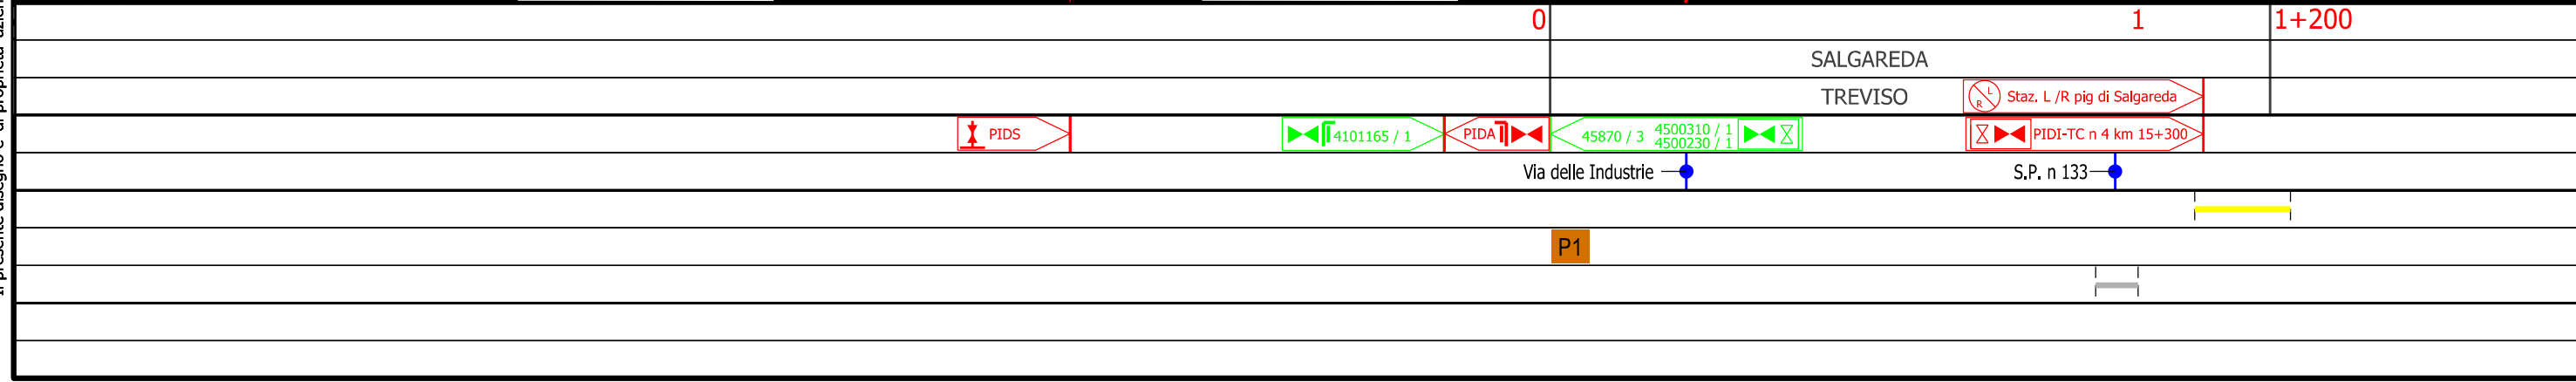 0
1
1+200
SALGAREDA
TREVISO
L
R
Staz. L /R pig di Salgareda
PIDS
4101165 / 1
PIDA
45870 / 3
4500310 / 1
4500230 / 1
PIDI-TC n 4 km 15+300
Via delle Industrie
S.P. n 133
P1